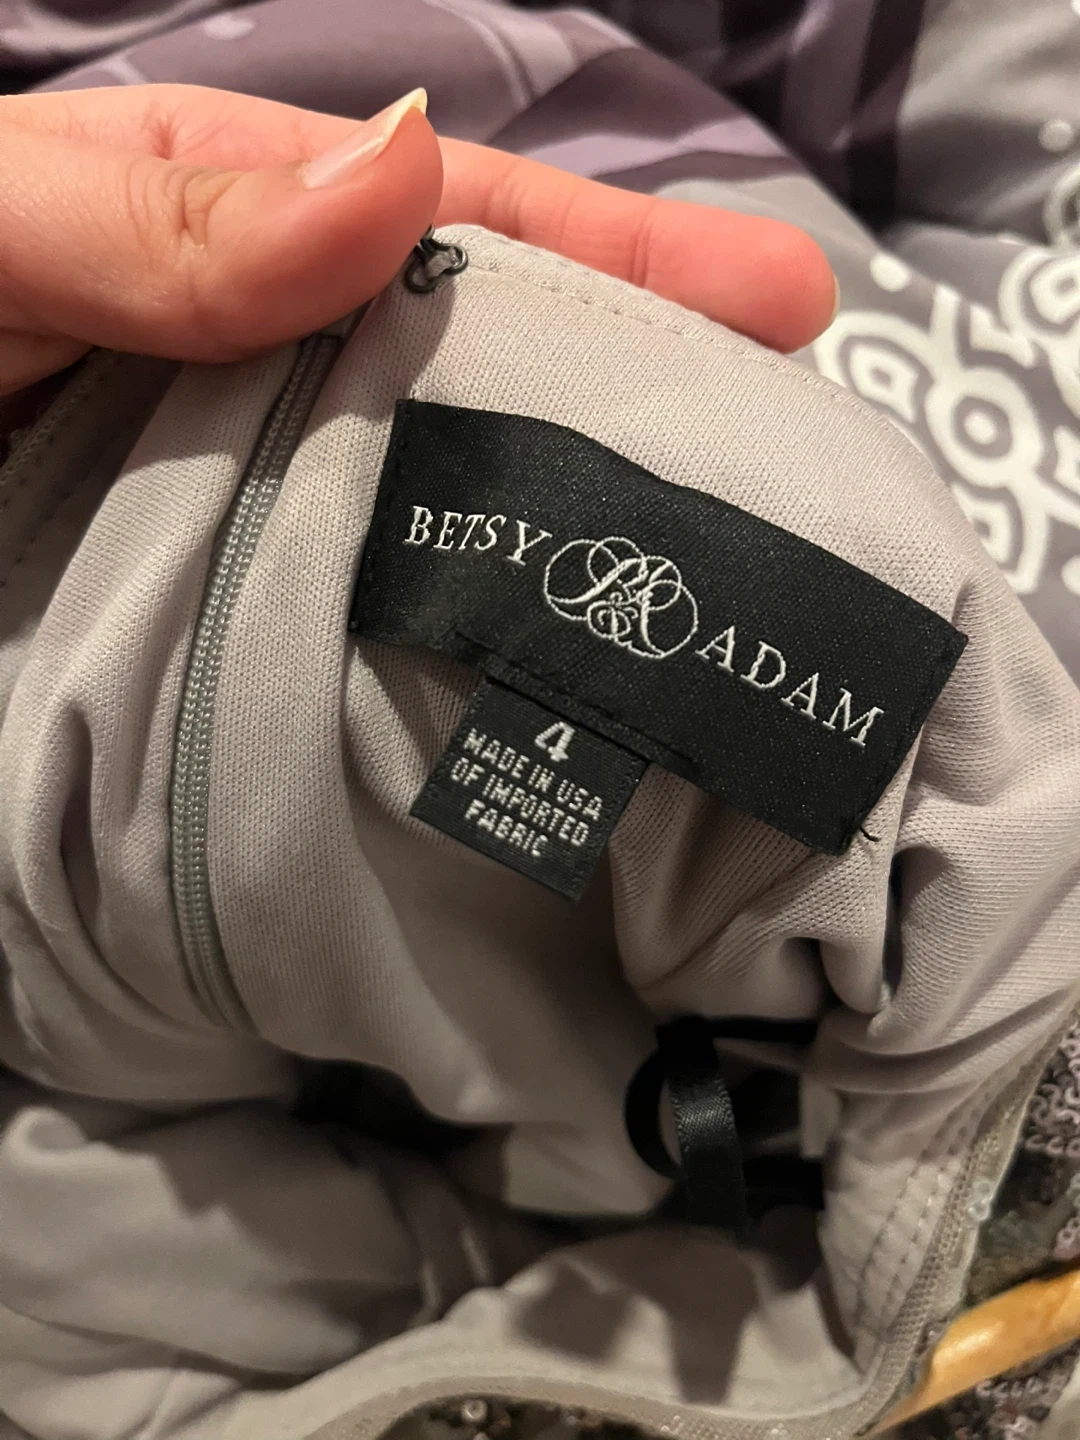 BETSY B&A ADAM
4
MADE IN USA
OF IMPORTED
FABRIC